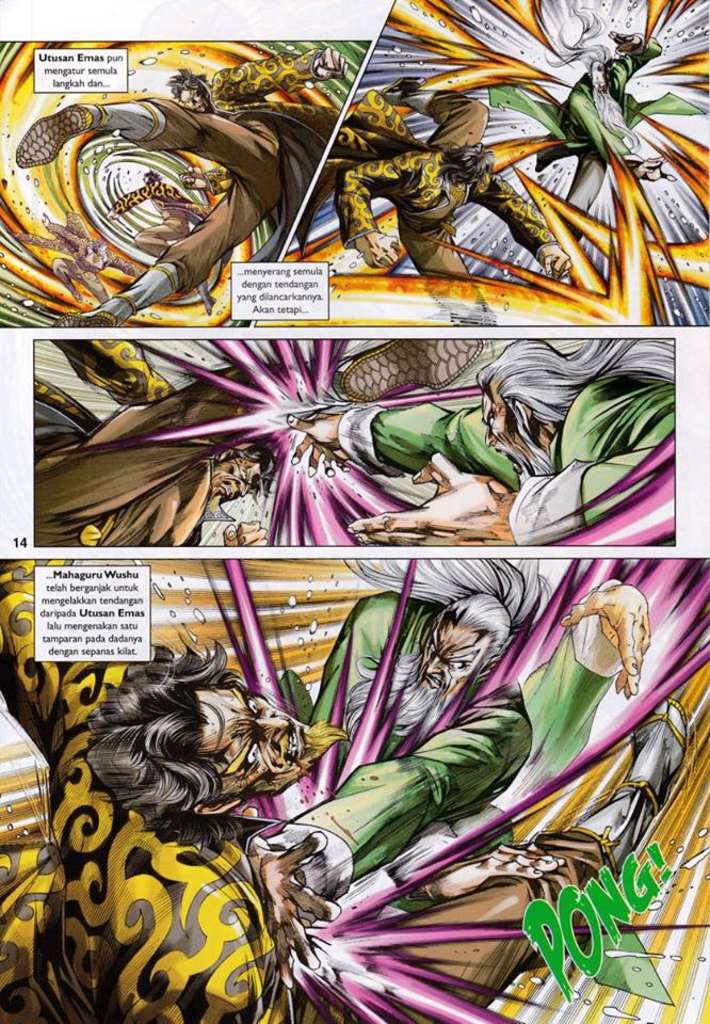 Utusan Emas pun
mengatur semula
langkah dan...
...menyerang semula
dengan tendangan
yang dilancarkannya.
Akan tetapi...
14
...Mahaguru Wushu
telah berganjak untuk
mengelakkan tendangan
daripada Utusan Emas
lalu mengenakan satu
tamparan pada dadanya
dengan sepanas kilat.
PONG!